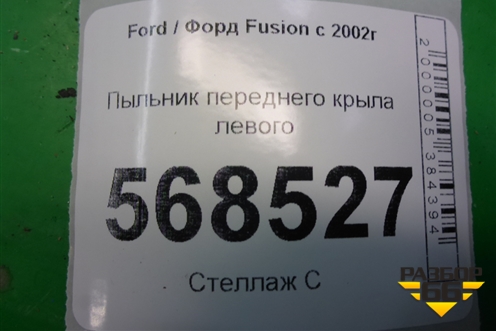 Ford / Форд Fusion с 2002г
Пыльник переднего крыла
левого
568527
Стеллаж С
2000005384394
РАЗБОР
66